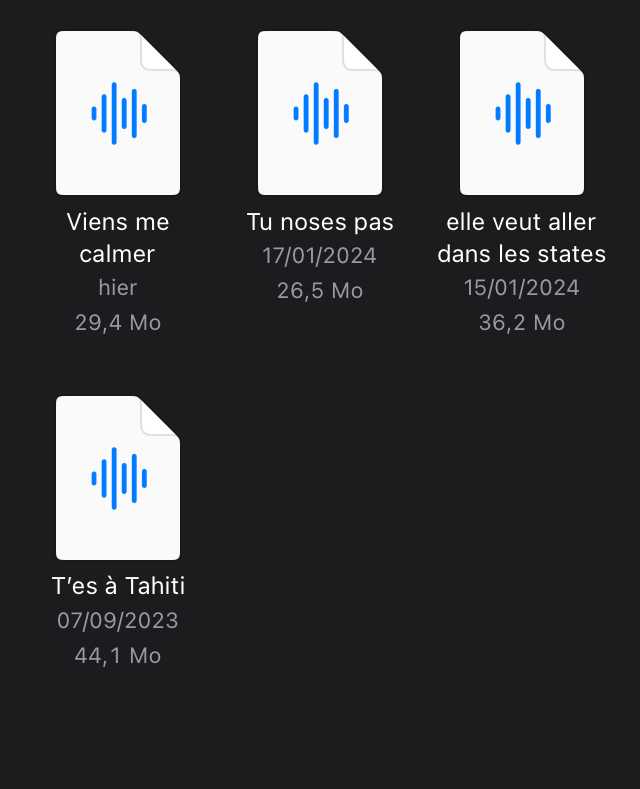 Viens me
calmer
hier
29,4 Mo
Tu noses pas
17/01/2024
26,5 Mo
elle veut aller
dans les states
15/01/2024
36,2 Mo
T’es à Tahiti
07/09/2023
44,1 Mo